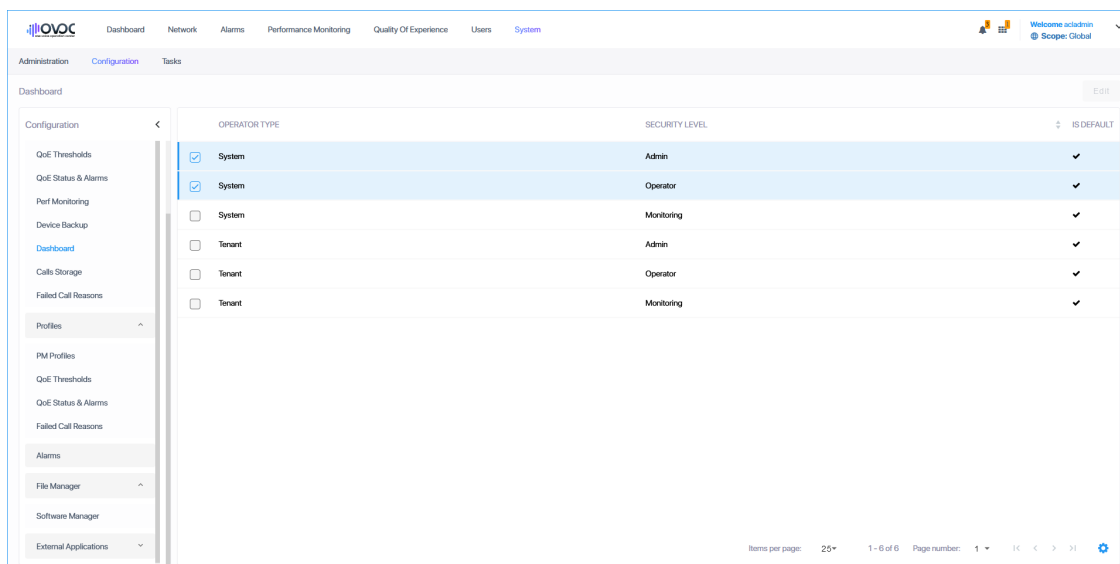 OVOC
Dashboard Network Alarms Performance Monitoring Quality Of Experience Users System
Welcome acladmin
Scope: Global
Administration Configuration Tasks
Dashboard
Edit
Configuration
OPERATOR TYPE SECURITY LEVEL IS DEFAULT
QoE Thresholds
QoE Status & Alarms
Perf Monitoring
Device Backup
Dashboard
Calls Storage
Failed Call Reasons
Profiles
PM Profiles
QoE Thresholds
QoE Status & Alarms
Failed Call Reasons
Alarms
File Manager
Software Manager
External Applications
System Admin
System Operator
System Monitoring
Tenant Admin
Tenant Operator
Tenant Monitoring
Items per page: 25 1 - 6 of 6 Page number: 1